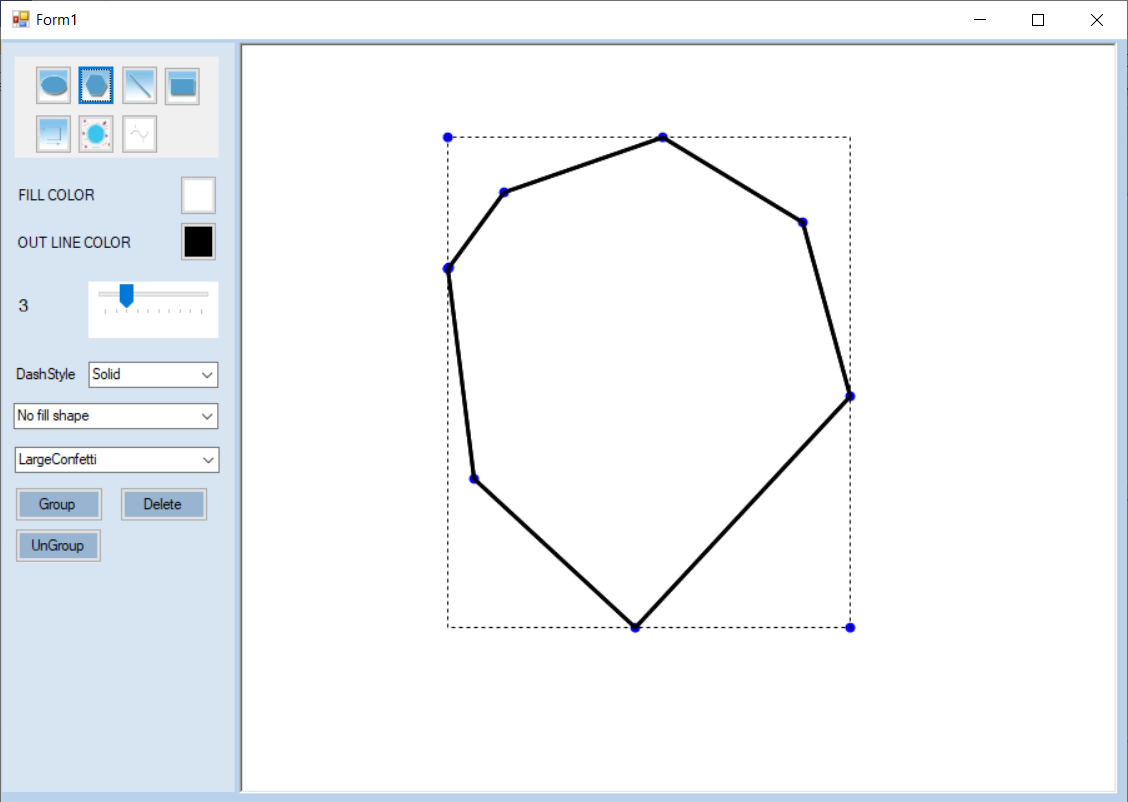 Form1
FILL COLOR
OUT LINE COLOR
3
DashStyle Solid
No fill shape
LargeConfetti
Group Delete
UnGroup